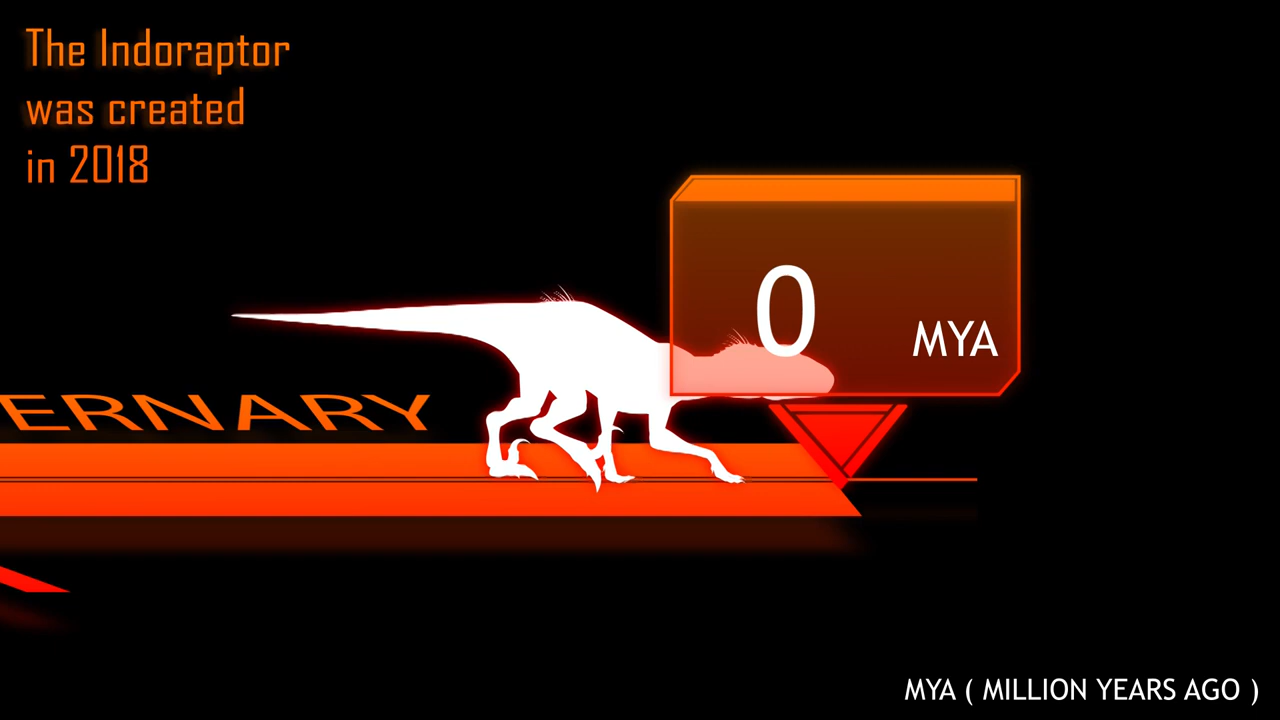 The Indoraptor
was created
in 2018
0 MYA
ERNARY
MYA ( MILLION YEARS AGO )